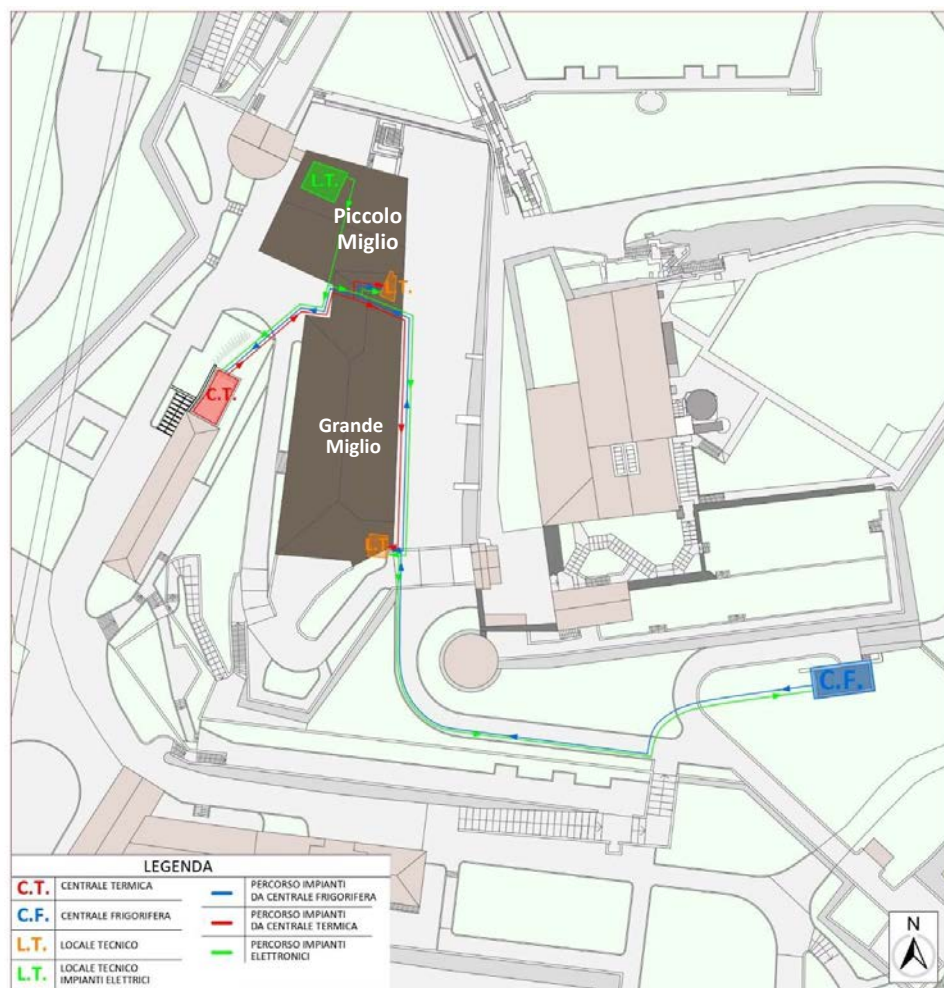 L.T.
Piccolo
Miglio
L.T.
C.T.
Grande
Miglio
L.T.
C.F.
LEGENDA
C.T. CENTRALE TERMICA
C.F. CENTRALE FRIGORIFERA
L.T. LOCALE TECNICO
L.T. LOCALE TECNICO
IMPIANTI ELETTRICI
PERCORSO IMPIANTI
DA CENTRALE FRIGORIFERA
PERCORSO IMPIANTI
DA CENTRALE TERMICA
PERCORSO IMPIANTI
ELETTRONICI
N